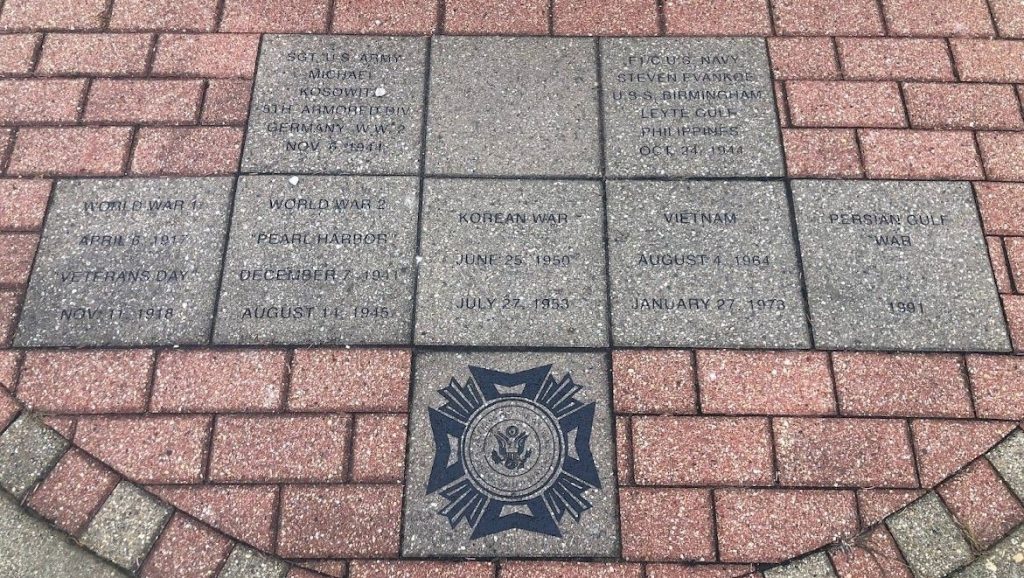 SGT. U.S. ARMY
MICHAEL
KOSOWITZ
5TH ARMORED DIV.
GERMANY W.W. 2
NOV. 1944
F1/C U.S. NAVY
STEVEN EVANKOE
U.S.S. BIRMINGHAM
LEYTE GULF
PHILIPPINES
OCT. 24, 1944
WORLD WAR 1
APRIL 6, 1917
"VETERANS DAY"
NOV. 11, 1918
WORLD WAR 2
"PEARL HARBOR"
DECEMBER 7, 1941
AUGUST 14, 1945
KOREAN WAR
JUNE 25, 1950
JULY 27, 1953
VIETNAM
AUGUST 4, 1964
JANUARY 27, 1973
PERSIAN GULF
WAR
1991